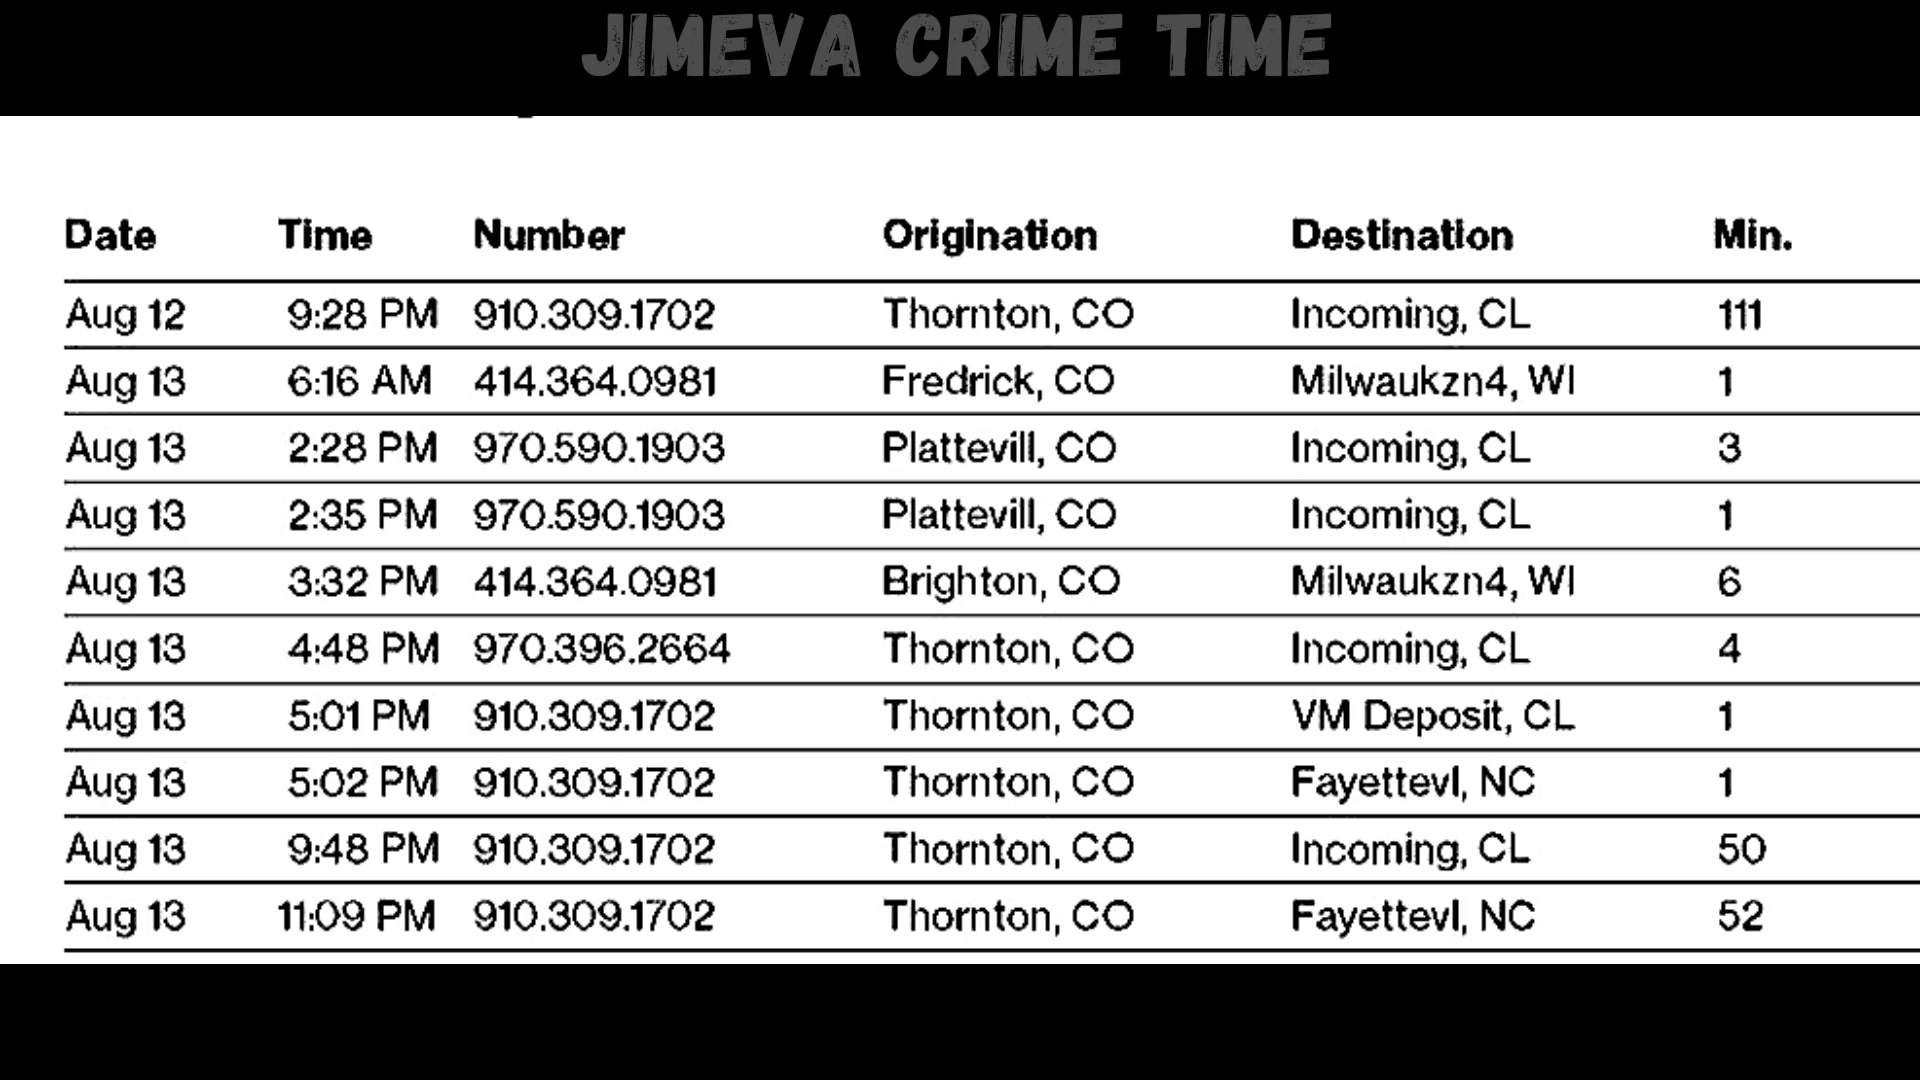 JIMEVA CRIME TIME
Date Time Number Origination Destination Min.
Aug 12 9:28 PM 910.309.1702 Thornton, CO Incoming, CL 111
Aug 13 6:16 AM 414.364.0981 Fredrick, CO Milwaukzn4, WI 1
Aug 13 2:28 PM 970.590.1903 Plattevill, CO Incoming, CL 3
Aug 13 2:35 PM 970.590.1903 Plattevill, CO Incoming, CL 1
Aug 13 3:32 PM 414.364.0981 Brighton, CO Milwaukzn4, WI 6
Aug 13 4:48 PM 970.396.2664 Thornton, CO Incoming, CL 4
Aug 13 5:01 PM 910.309.1702 Thornton, CO VM Deposit, CL 1
Aug 13 5:02 PM 910.309.1702 Thornton, CO Fayettevl, NC 1
Aug 13 9:48 PM 910.309.1702 Thornton, CO Incoming, CL 50
Aug 13 11:09 PM 910.309.1702 Thornton, CO Fayettevl, NC 52